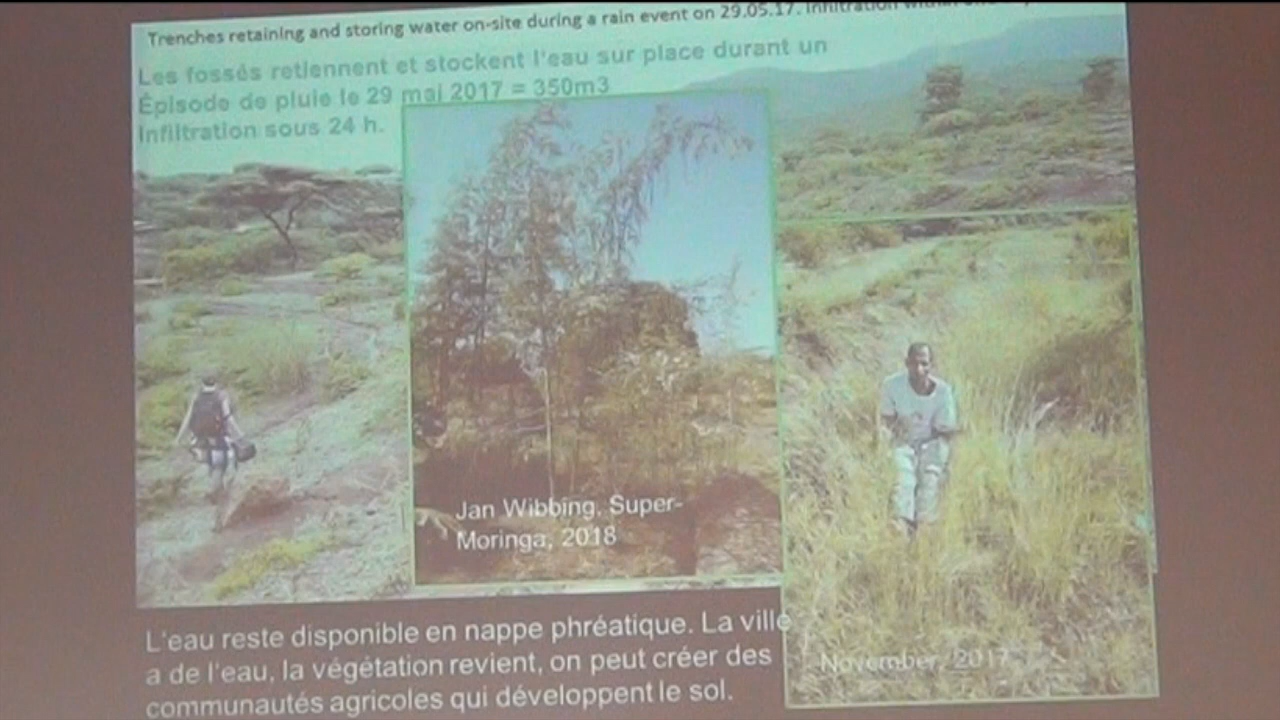 Trenches retaining and storing water on-site during a rain event on 29.05.17. Infiltration
Les fossés retiennent et stockent l'eau sur place durant un
Épisode de pluie le 29 mai 2017 = 350m3
Infiltration sous 24 h.
Jan Wibbing. Super-
Moringa, 2018
November, 2017
L'eau reste disponible en nappe phréatique. La ville
a de l'eau, la végétation revient, on peut créer des
communautés agricoles qui développent le sol.